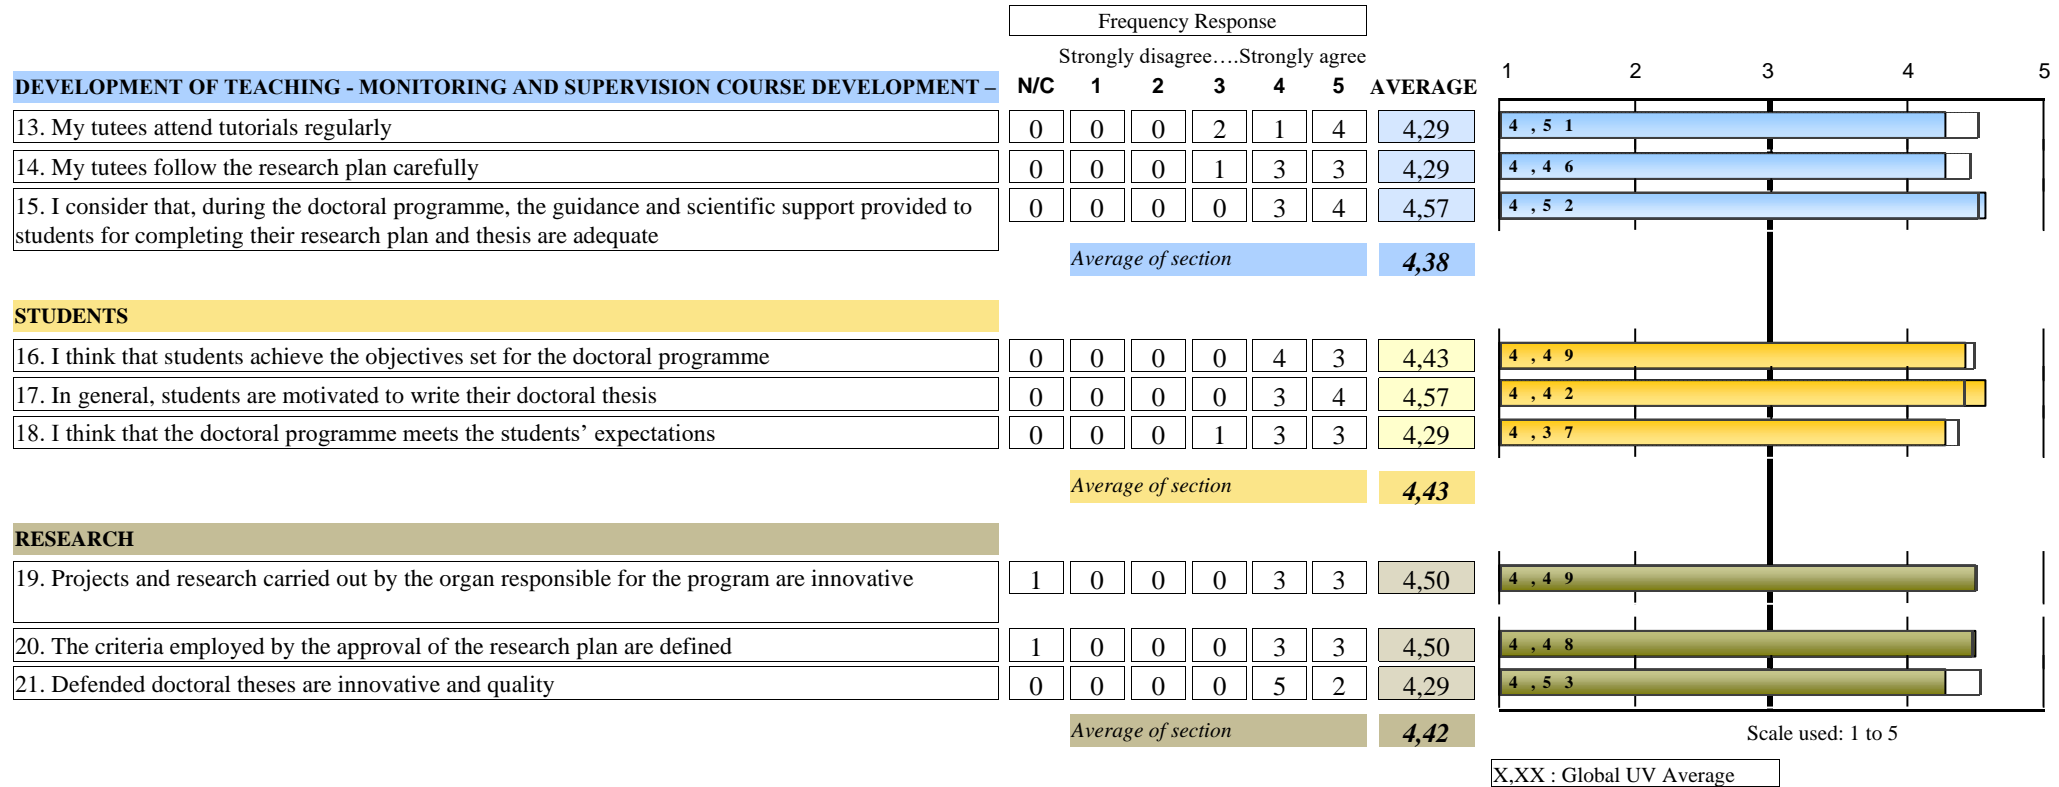 Frequency Response
Strongly disagree….Strongly agree
DEVELOPMENT OF TEACHING - MONITORING AND SUPERVISION COURSE DEVELOPMENT – N/C 1 2 3 4 5 AVERAGE 1 2 3 4 5
13. My tutees attend tutorials regularly 0 0 0 2 1 4 4,29 4,51
14. My tutees follow the research plan carefully 0 0 0 1 3 3 4,29 4,46
15. I consider that, during the doctoral programme, the guidance and scientific support provided to 0 0 0 0 3 4 4,57 4,52
students for completing their research plan and thesis are adequate
Average of section 4,38
STUDENTS
16. I think that students achieve the objectives set for the doctoral programme 0 0 0 0 4 3 4,43 4,49
17. In general, students are motivated to write their doctoral thesis 0 0 0 0 3 4 4,57 4,42
18. I think that the doctoral programme meets the students’ expectations 0 0 0 1 3 3 4,29 4,37
Average of section 4,43
RESEARCH
19. Projects and research carried out by the organ responsible for the program are innovative 1 0 0 0 3 3 4,50 4,49
20. The criteria employed by the approval of the research plan are defined 1 0 0 0 3 3 4,50 4,48
21. Defended doctoral theses are innovative and quality 0 0 0 0 5 2 4,29 4,53
Average of section 4,42
Scale used: 1 to 5
X,XX : Global UV Average